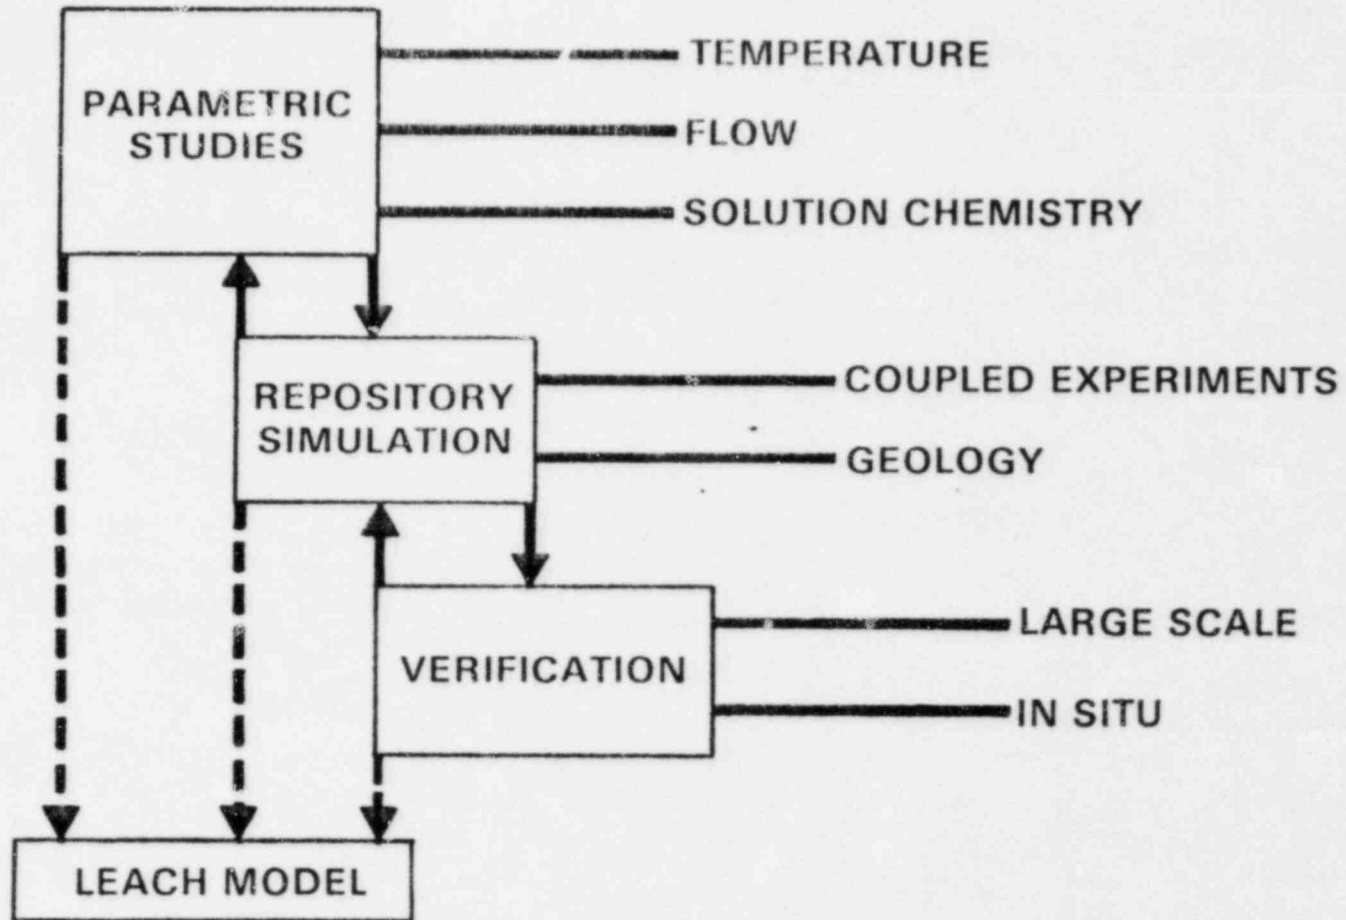 PARAMETRIC
STUDIES
TEMPERATURE
FLOW
SOLUTION CHEMISTRY
REPOSITORY
SIMULATION
COUPLED EXPERIMENTS
GEOLOGY
VERIFICATION
LARGE SCALE
IN SITU
LEACH MODEL